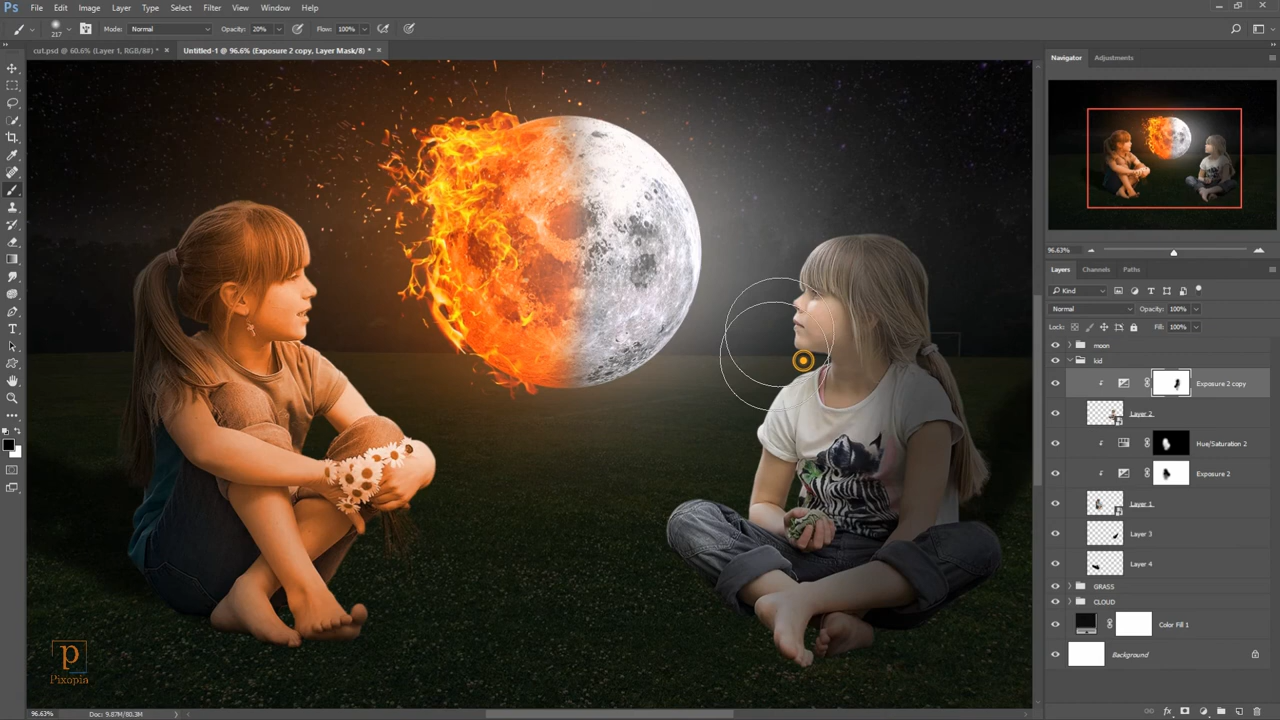 Ps File Edit Image Layer Type Select Filter View Window Help
217 Mode: Normal Opacity: 20% Flow: 100%
cut.psd @ 60.6% (Layer 1, RGB/8#) * × Untitled-1 @ 96.6% (Exposure 2 copy, Layer Mask/8) * ×
Navigator Adjustments
96.63%
Layers Channels Paths
Kind
Normal Opacity: 100%
Lock: Fill: 100%
moon
kid
Exposure 2 copy
Layer 2
Hue/Saturation 2
Exposure 2
Layer 1
Layer 3
Layer 4
GRASS
CLOUD
Color Fill 1
Background
p
Pixopia
96.63% Doc: 9.87M/80.3M
fx